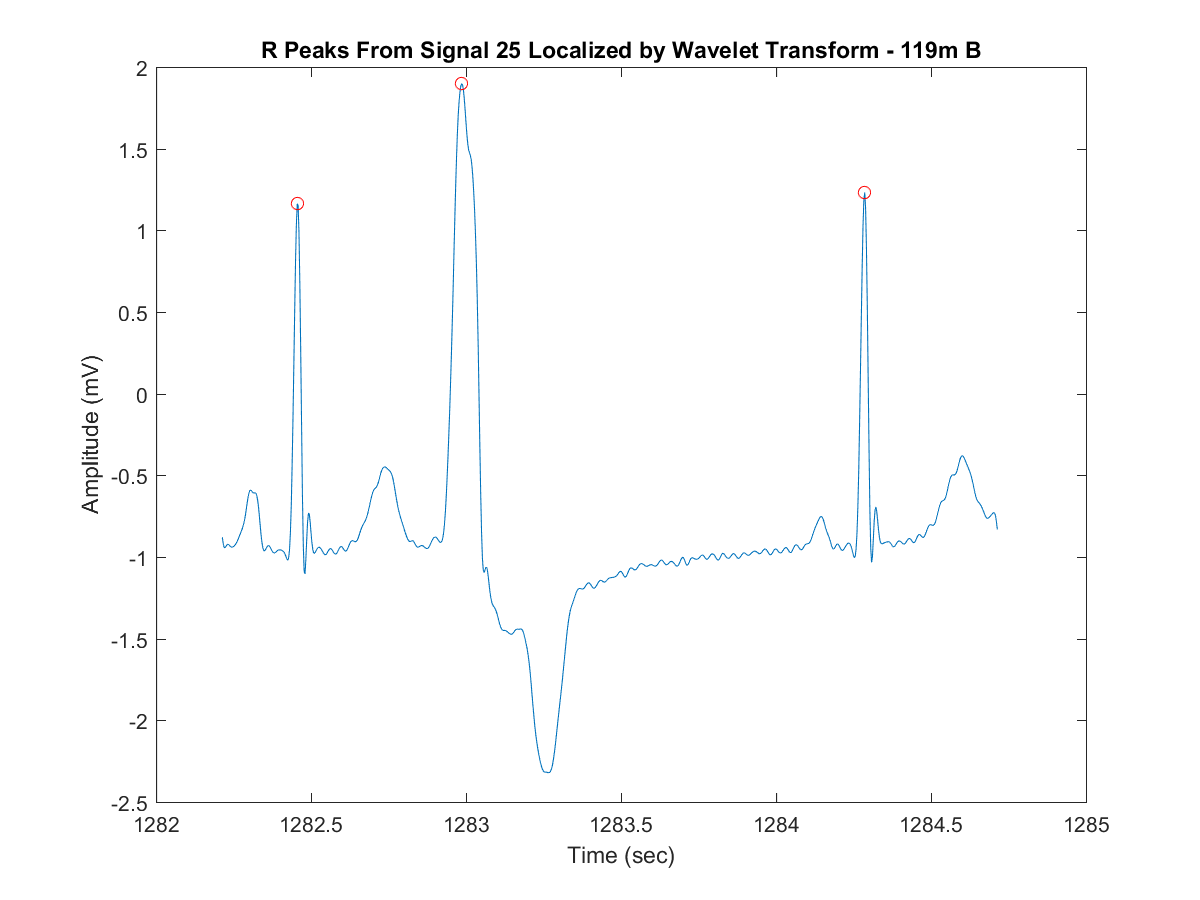 R Peaks From Signal 25 Localized by Wavelet Transform - 119m B
2
1.5
1
0.5
0
-0.5
-1
-1.5
-2
-2.5
Amplitude (mV)
1282 1282.5 1283 1283.5 1284 1284.5 1285
Time (sec)